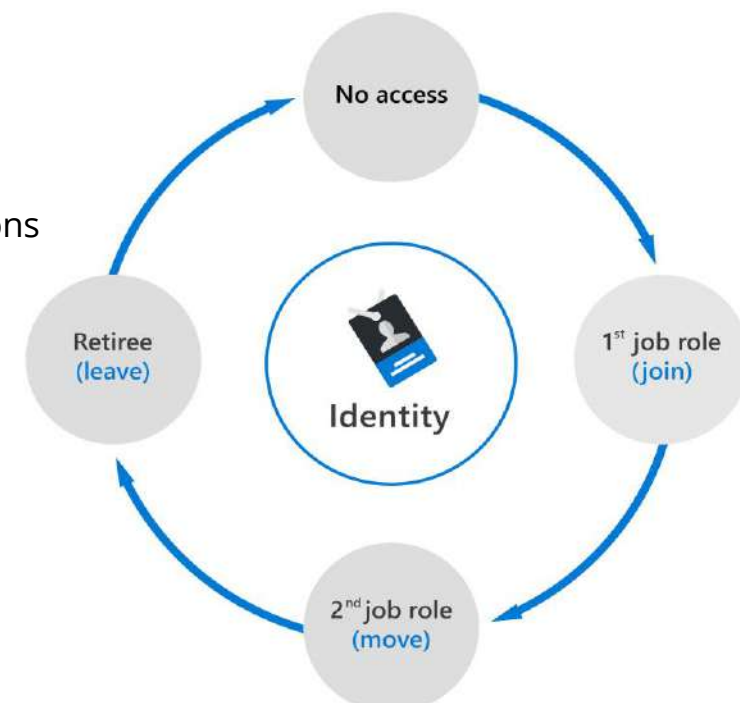 No access
ons
Retiree
(leave)
1st job role
(join)
Identity
2nd job role
(move)